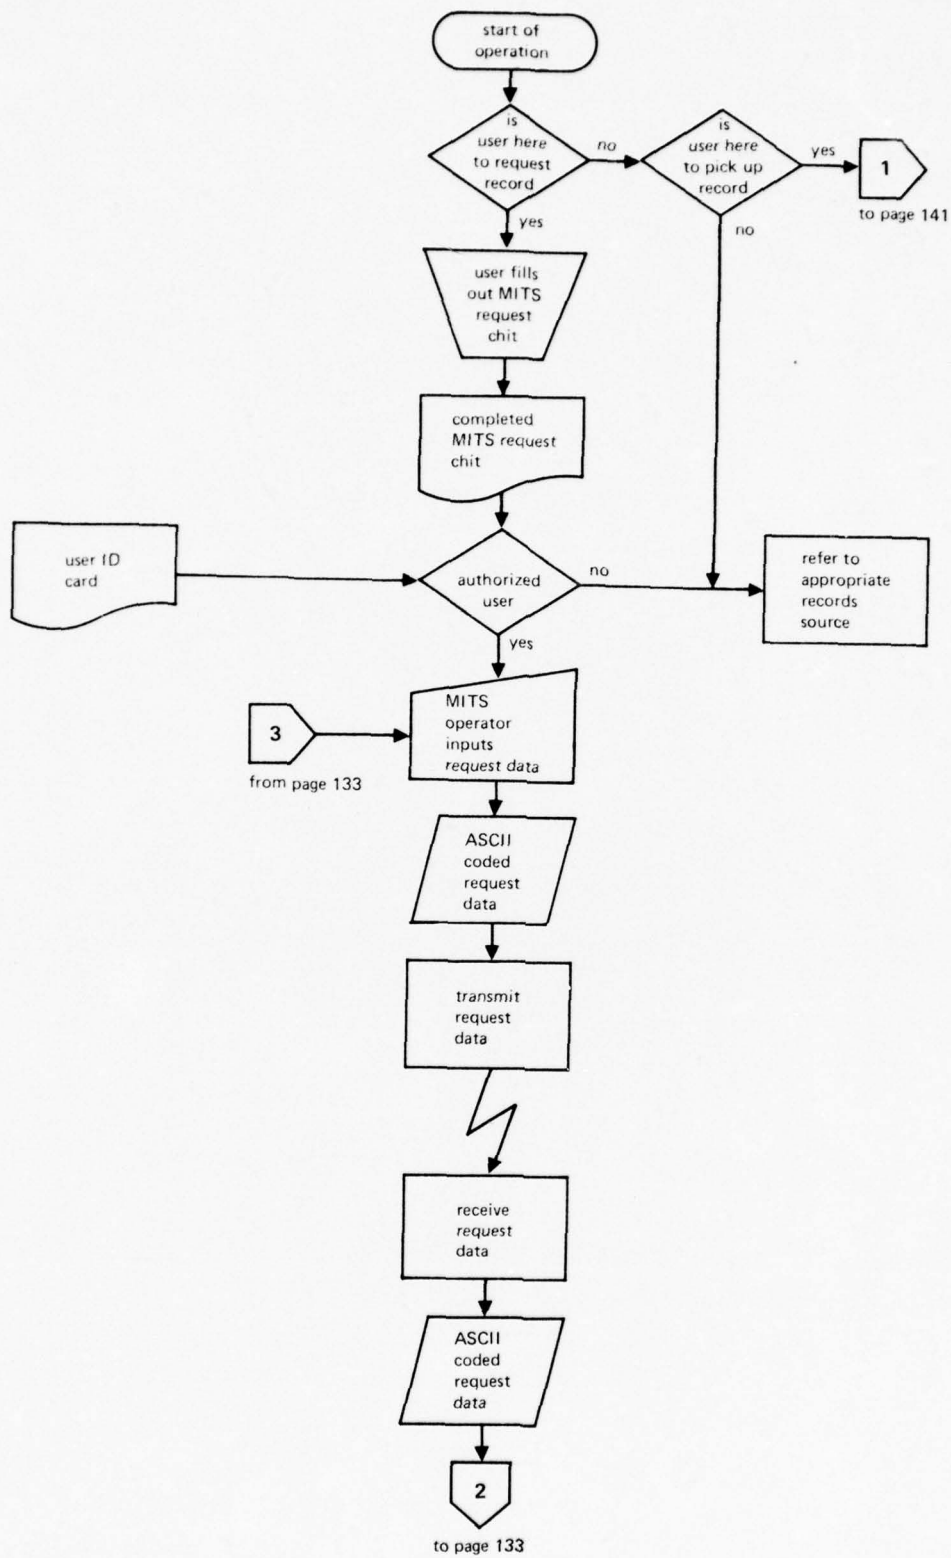 start of
operation
is
user here
to request
record
no
is
user here
to pick up
record
yes
1
to page 141
yes
no
user fills
out MITS
request
chit
completed
MITS request
chit
user ID
card
authorized
user
no
refer to
appropriate
records
source
yes
3
from page 133
MITS
operator
inputs
request data
ASCII
coded
request
data
transmit
request
data
receive
request
data
ASCII
coded
request
data
2
to page 133